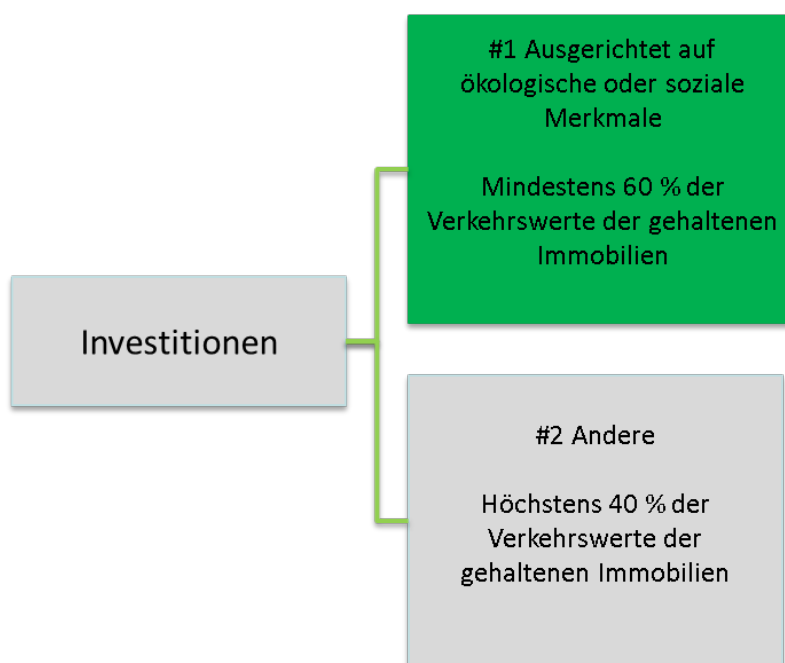 #1 Ausgerichtet auf
ökologische oder soziale
Merkmale
Mindestens 60 % der
Verkehrswerte der gehaltenen
Immobilien
Investitionen
#2 Andere
Höchstens 40 % der
Verkehrswerte der
gehaltenen Immobilien